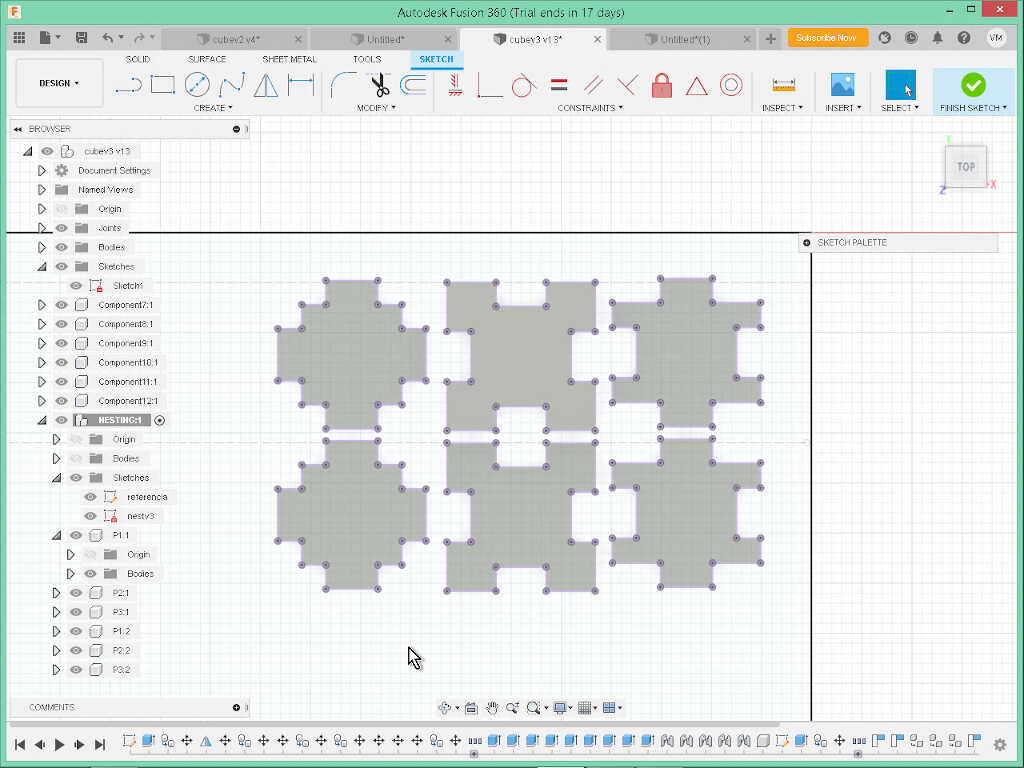 Autodesk Fusion 360 (Trial ends in 17 days)
cubev2 v4*
Untitled*
cubev3 v13*
Untitled*(1)
Subscribe Now
VM
SOLID SURFACE SHEET METAL TOOLS SKETCH
DESIGN
CREATE MODIFY CONSTRAINTS INSPECT INSERT SELECT FINISH SKETCH
BROWSER
cubev3 v13
Document Settings
Named Views
Origin
Joints
Bodies
Sketches
Sketch1
Component7:1
Component8:1
Component9:1
Component10:1
Component11:1
Component12:1
NESTING:1
Origin
Bodies
Sketches
referencia
nestv3
P1:1
Origin
Bodies
P2:1
P3:1
P1:2
P2:2
P3:2
COMMENTS
Y
TOP
X
Z
SKETCH PALETTE